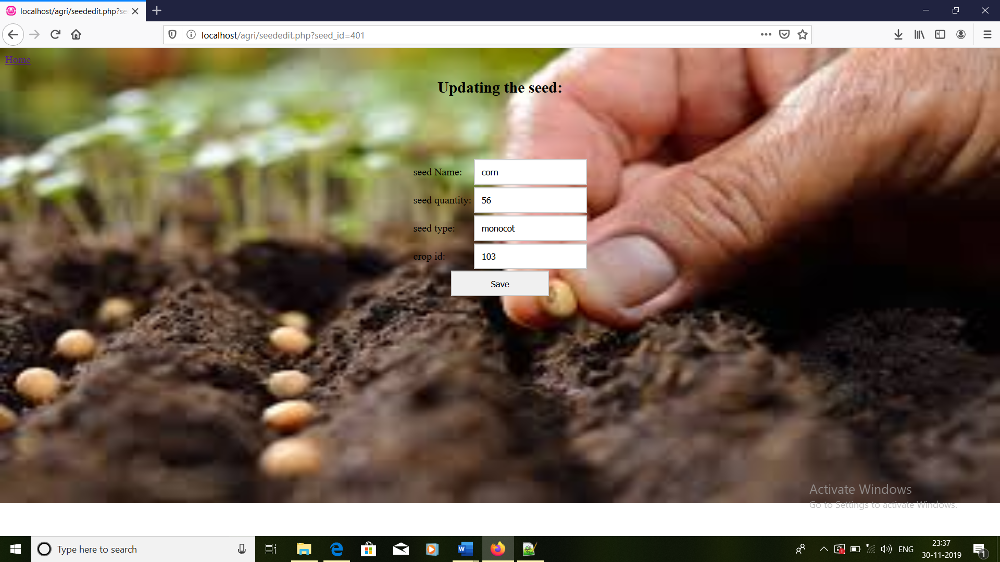 localhost/agri/seededit.php?see
localhost/agri/seededit.php?seed_id=401
Home
Updating the seed:
seed Name: corn
seed quantity: 56
seed type: monocot
crop id: 103
Save
Activate Windows
Go to Settings to activate Windows.
Type here to search
ENG
23:37
30-11-2019
1